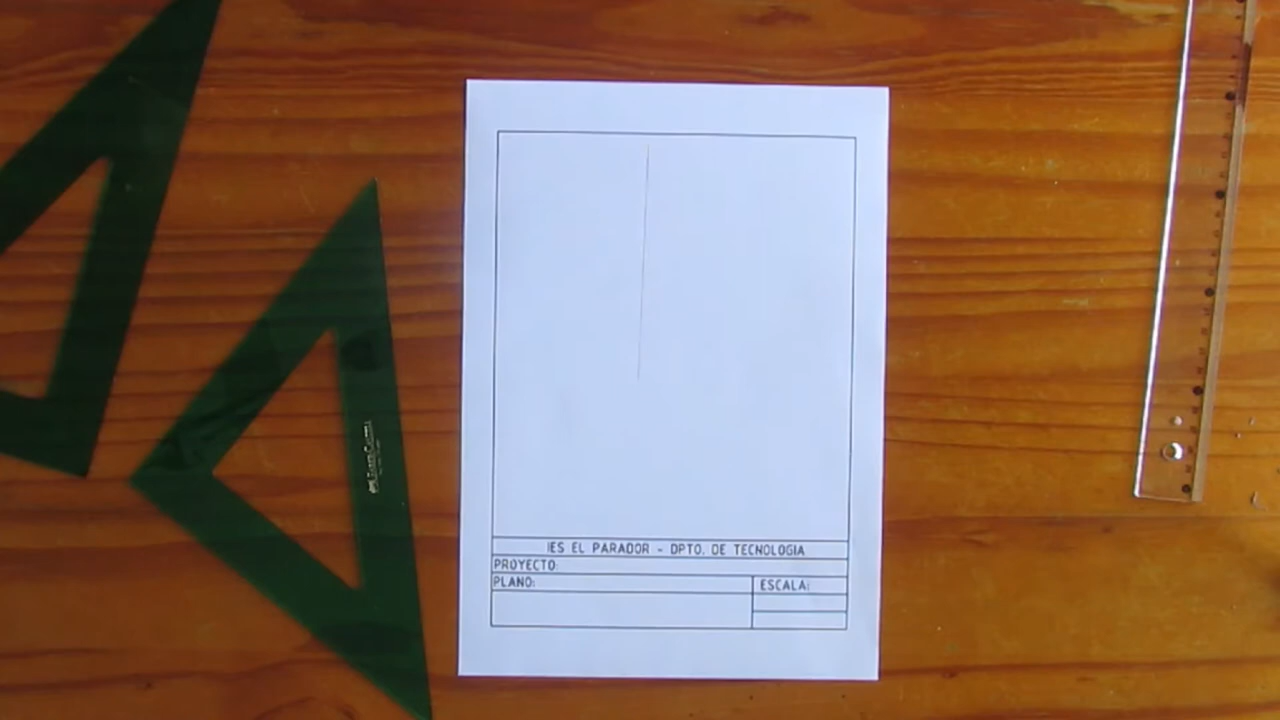 IES EL PARADOR - DPTO. DE TECNOLOGIA
PROYECTO:
PLANO:
ESCALA: